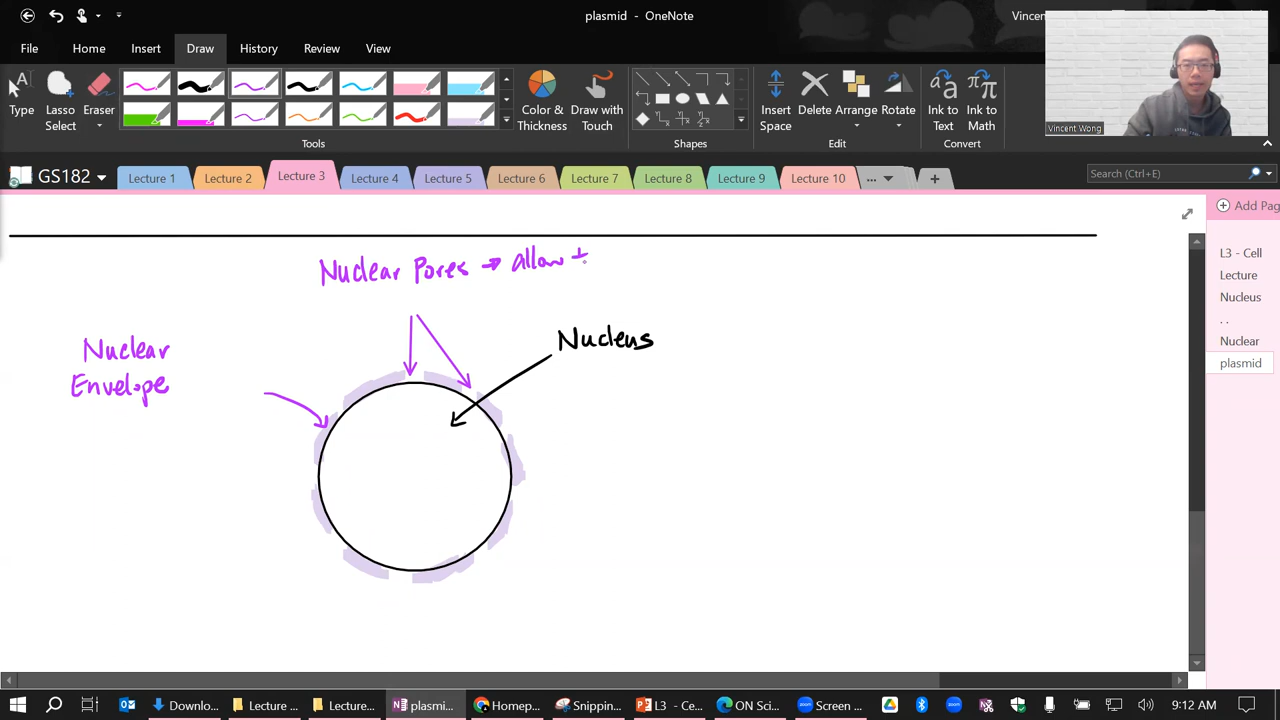 plasmid - OneNote
Vincen
File Home Insert Draw History Review View
Type Lasso Select Eraser Color & Thickness Draw with Touch Insert Space Delete Arrange Rotate Ink to Text Ink to Math
Tools Shapes Edit Convert
Vincent Wong
GS182 Lecture 1 Lecture 2 Lecture 3 Lecture 4 Lecture 5 Lecture 6 Lecture 7 Lecture 8 Lecture 9 Lecture 10 ...
Search (Ctrl+E)
Add Pag
L3 - Cell
Lecture
Nucleus
. .
Nuclear
plasmid
Nuclear Pores → allow t
Nucleus
Nuclear
Envelope
Downlo... Lecture ... Lecture... plasmi... Homep... Snippin... L3 - Ce... ON Sci... Screen ... 9:12 AM